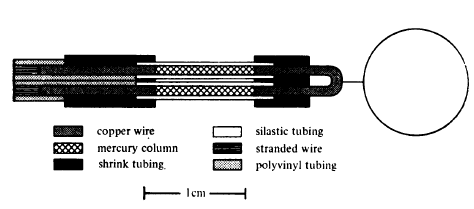 copper wire
mercury column
shrink tubing
silastic tubing
stranded wire
polyvinyl tubing
1cm